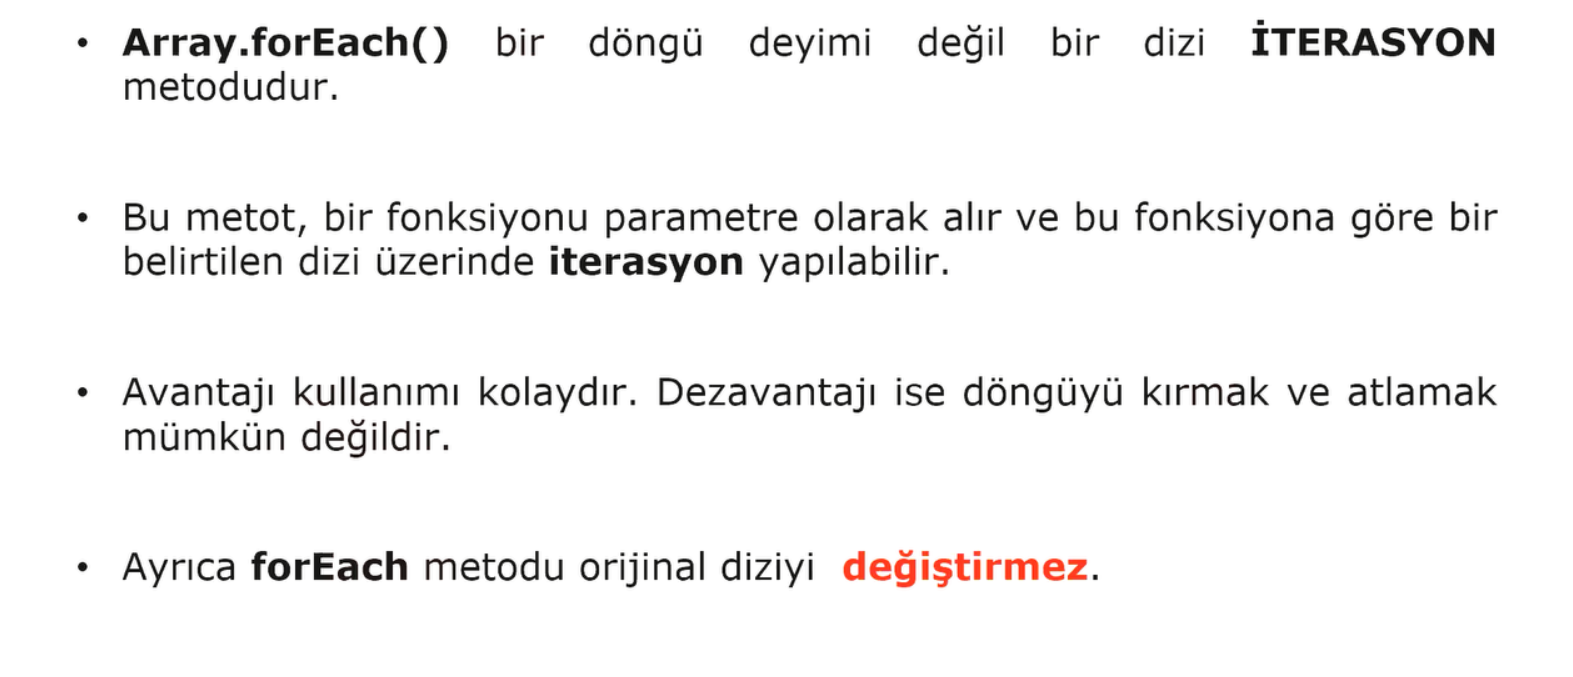 • Array.forEach() bir döngü deyimi değil bir dizi İTERASYON
metodudur.
• Bu metot, bir fonksiyonu parametre olarak alır ve bu fonksiyona göre bir
belirtilen dizi üzerinde iterasyon yapılabilir.
• Avantajı kullanımı kolaydır. Dezavantajı ise döngüyü kırmak ve atlamak
mümkün değildir.
• Ayrıca forEach metodu orijinal diziyi değiştirmez.